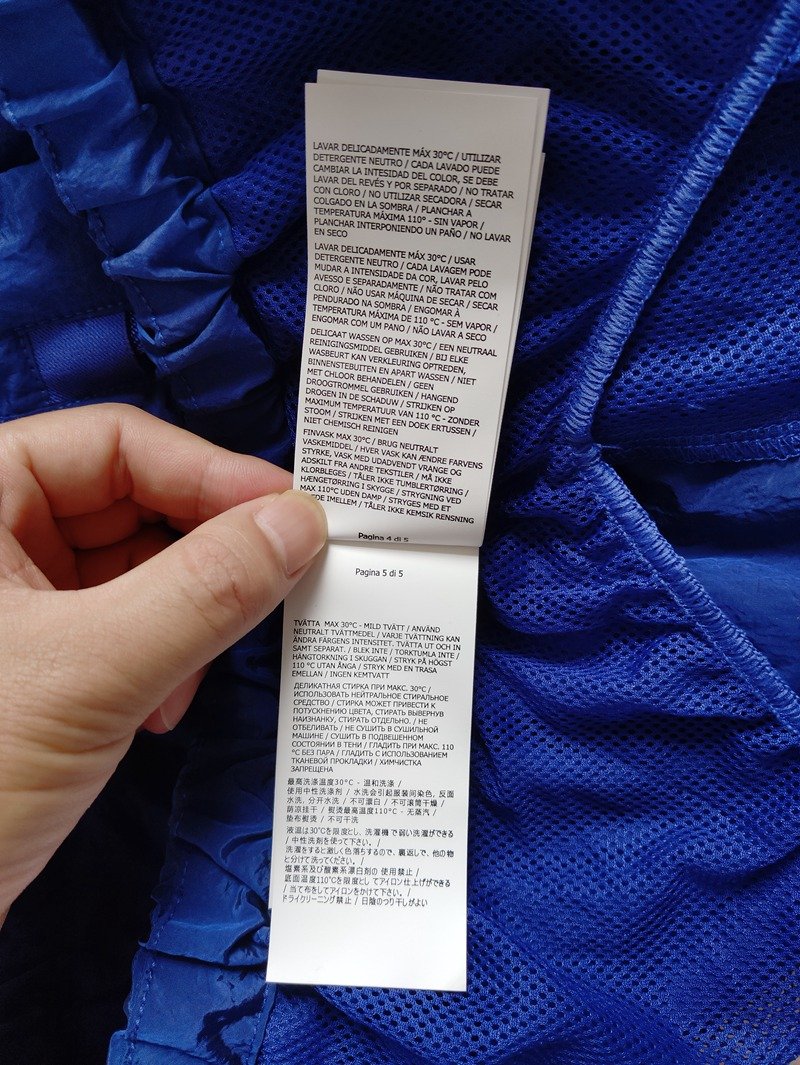 LAVAR DELICADAMENTE MÁX 30°C / UTILIZAR
DETERGENTE NEUTRO / CADA LAVADO PUEDE
CAMBIAR LA INTESIDAD DEL COLOR, SE DEBE
LAVAR DEL REVÉS Y POR SEPARADO / NO TRATAR
CON CLORO / NO UTILIZAR SECADORA / SECAR
COLGADO EN LA SOMBRA / PLANCHAR A
TEMPERATURA MÁXIMA 110° - SIN VAPOR /
PLANCHAR INTERPONIENDO UN PAÑO / NO LAVAR
EN SECO
LAVAR DELICADAMENTE MÁX 30°C / USAR
DETERGENTE NEUTRO / CADA LAVAGEM PODE
MUDAR A INTENSIDADE DA COR, LAVAR PELO
AVESSO E SEPARADAMENTE / NÃO TRATAR COM
CLORO / NÃO USAR MÁQUINA DE SECAR / SECAR
PENDURADO NA SOMBRA / ENGOMAR À
TEMPERATURA MÁXIMA DE 110 °C - SEM VAPOR /
ENGOMAR COM UM PANO / NÃO LAVAR A SECO
DELICAAT WASSEN OP MAX 30°C / EEN NEUTRAAL
REINIGINGSMIDDEL GEBRUIKEN / BIJ ELKE
WASBEURT KAN VERKLEURING OPTREDEN,
BINNENSTEBUITEN EN APART WASSEN / NIET
MET CHLOOR BEHANDELEN / GEEN
DROOGTROMMEL GEBRUIKEN / HANGEND
DROGEN IN DE SCHADUW / STRIJKEN OP
MAXIMUM TEMPERATUUR VAN 110 °C - ZONDER
STOOM / STRIJKEN MET EEN DOEK ERTUSSEN /
NIET CHEMISCH REINIGEN
FINVASK MAX 30°C / BRUG NEUTRALT
VASKEMIDDEL / HVER VASK KAN ÆNDRE FARVENS
STYRKE, VASK MED UDADVENDT VRANGE OG
ADSKILT FRA ANDRE TEKSTILER / MÅ IKKE
KLORBLEGES / TÅLER IKKE TUMBLERTØRRING /
HÆNGETØRRING I SKYGGE / STRYGNING VED
MAX 110°C UDEN DAMP / STRYGES MED ET
IMELLEM / TÅLER IKKE KEMSIK RENSNING
Pagina 4 di 5
Pagina 5 di 5
TVÄTTA MAX 30°C - MILD TVÄTT / ANVÄND
NEUTRALT TVÄTTMEDEL / VARJE TVÄTTNING KAN
ÄNDRA FÄRGENS INTENSITET. TVÄTTA UT OCH IN
SAMT SEPARAT. / BLEK INTE / TORKTUMLA INTE /
HÄNGTORKNING I SKUGGAN / STRYK PÅ HÖGST
110 °C UTAN ÅNGA / STRYK MED EN TRASA
EMELLAN / INGEN KEMTVATT
ДЕЛИКАТНАЯ СТИРКА ПРИ МАКС. 30°C /
ИСПОЛЬЗОВАТЬ НЕЙТРАЛЬНОЕ СТИРАЛЬНОЕ
СРЕДСТВО / СТИРКА МОЖЕТ ПРИВЕСТИ К
ПОТУСКНЕНИЮ ЦВЕТА, СТИРАТЬ ВЫВЕРНУВ
НАИЗНАНКУ, СТИРАТЬ ОТДЕЛЬНО. / НЕ
ОТБЕЛИВАТЬ / НЕ СУШИТЬ В СУШИЛЬНОЙ
МАШИНЕ / СУШИТЬ В ПОДВЕШЕННОМ
СОСТОЯНИИ В ТЕНИ / ГЛАДИТЬ ПРИ МАКС. 110
°C БЕЗ ПАРА / ГЛАДИТЬ С ИСПОЛЬЗОВАНИЕМ
ТКАНЕВОЙ ПРОКЛАДКИ / ХИМЧИСТКА
ЗАПРЕЩЕНА
最高洗涤温度30°C - 温和洗涤 /
使用中性洗涤剂 / 水洗会引起服装间染色, 反面
水洗, 分开水洗 / 不可漂白 / 不可滚筒干燥 /
荫凉挂干 / 熨烫最高温度110°C - 无蒸汽 /
垫布熨烫 / 不可干洗
液温は30℃を限度とし、洗濯機で弱い洗濯ができる
/ 中性洗剤を使って下さい。 /
洗濯をすると激しく色落ちするので、裏返しで、他の物
と分けて洗ってください。 /
塩素系及び酸素系漂白剤の 使用禁止 /
底面温度110℃を限度とし てアイロン仕上げができる
/ 当て布をしてアイロンをかけて下さい。 /
ドライクリーニング禁止 / 日陰のつり干しがよい